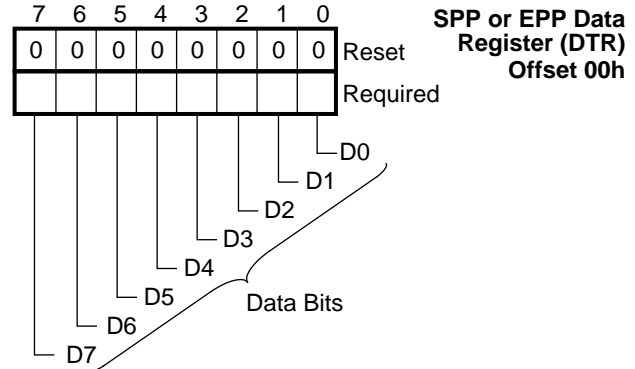 7 6 5 4 3 2 1 0
SPP or EPP Data
Register (DTR)
Offset 00h
0 0 0 0 0 0 0 0 Reset
Required
D0
D1
D2
D3
D4
D5
Data Bits
D6
D7